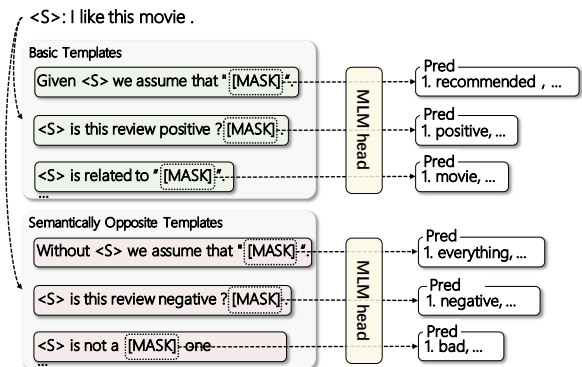 <S>: I like this movie .
Basic Templates
Given <S> we assume that " [MASK] ".
Pred
1. recommended , ...
<S> is this review positive ? [MASK] .
Pred
1. positive, ...
<S> is related to " [MASK] ".
Pred
1. movie, ...
...
MLM head
Semantically Opposite Templates
Without <S> we assume that " [MASK] ".
Pred
1. everything, ...
<S> is this review negative ? [MASK] .
Pred
1. negative, ...
<S> is not a [MASK] one
Pred
1. bad, ...
...
MLM head